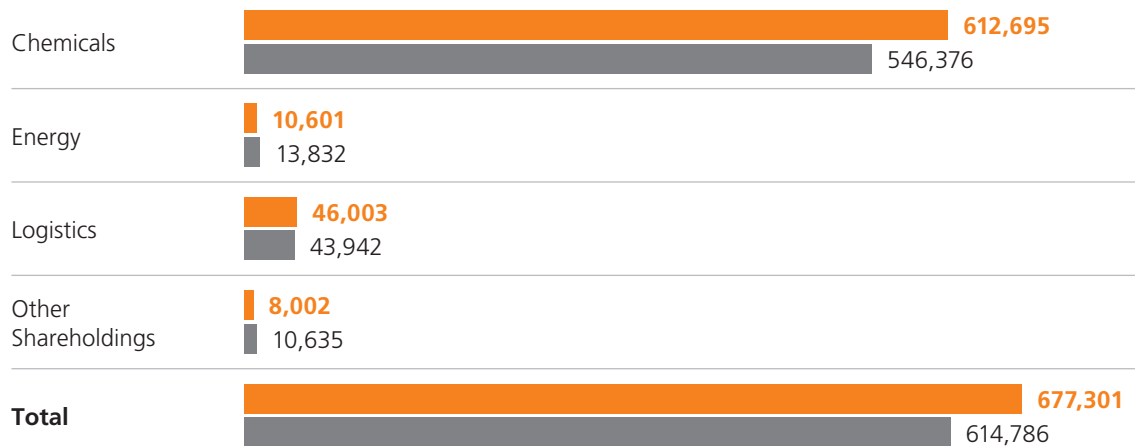 Chemicals
612,695
546,376
Energy
10,601
13,832
Logistics
46,003
43,942
Other
Shareholdings
8,002
10,635
Total
677,301
614,786